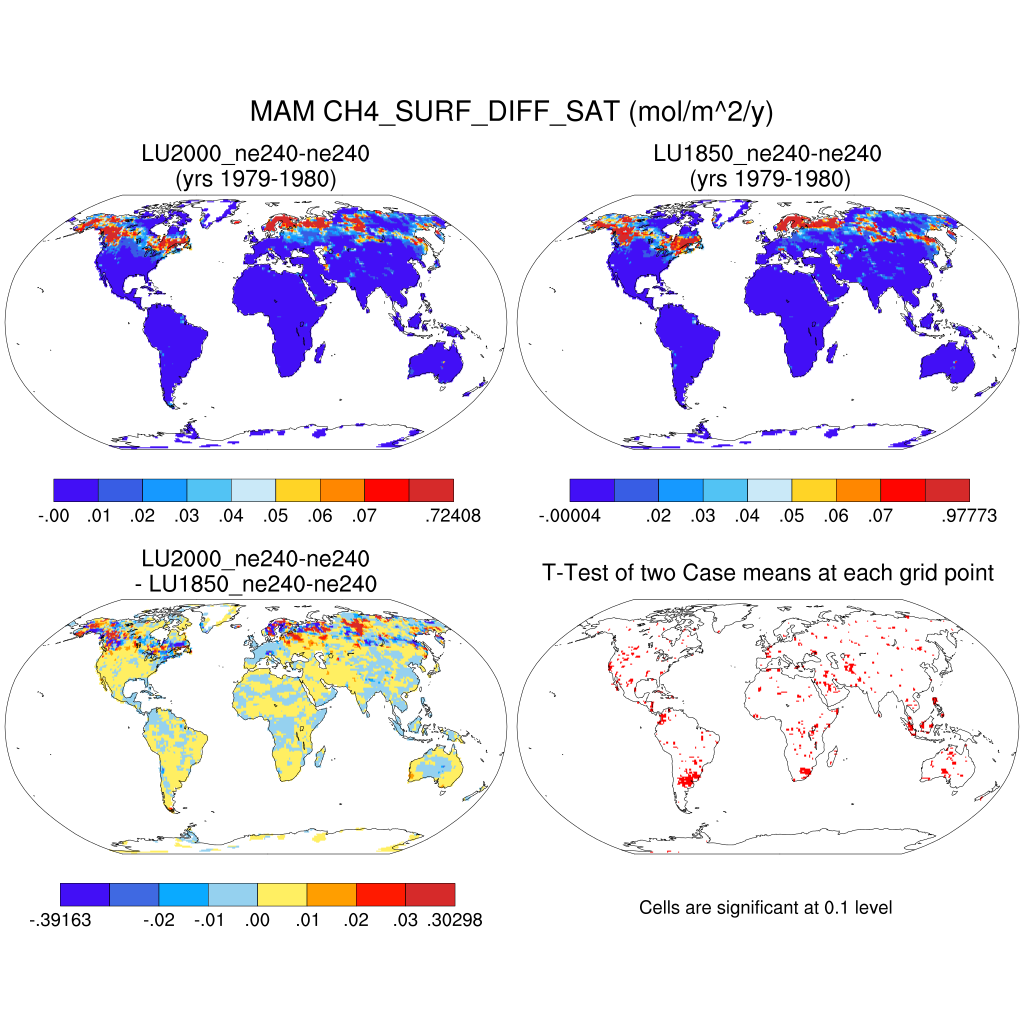 MAM CH4_SURF_DIFF_SAT (mol/m^2/y)
LU2000_ne240-ne240
(yrs 1979-1980)
LU1850_ne240-ne240
(yrs 1979-1980)
-.00 .01 .02 .03 .04 .05 .06 .07 .72408
-.00004 .02 .03 .04 .05 .06 .07 .97773
LU2000_ne240-ne240
- LU1850_ne240-ne240
T-Test of two Case means at each grid point
-.39163 -.02 -.01 .00 .01 .02 .03 .30298
Cells are significant at 0.1 level